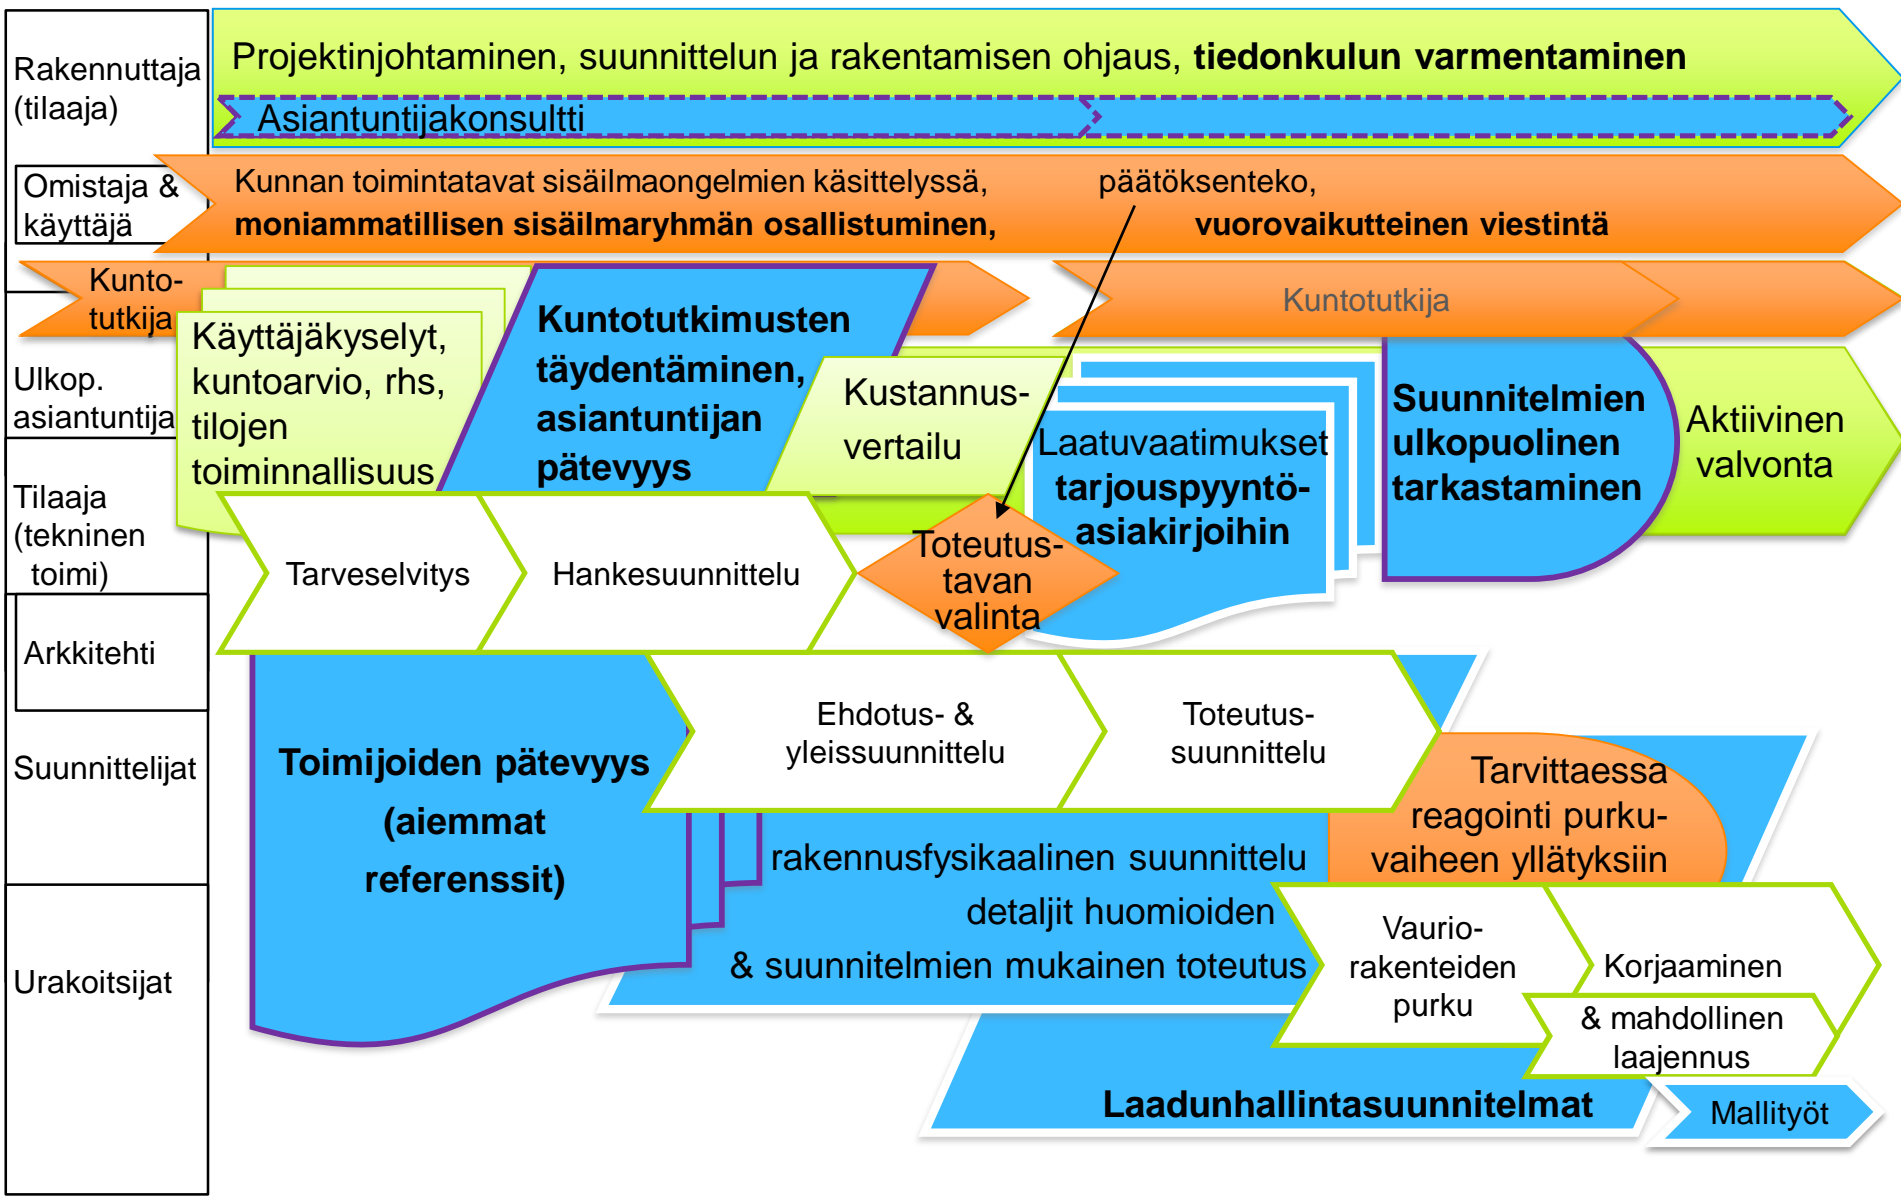 Rakennuttaja
(tilaaja)
Projektinjohtaminen, suunnittelun ja rakentamisen ohjaus, tiedonkulun varmentaminen
Asiantuntijakonsultti
Omistaja &
käyttäjä
Kunnan toimintatavat sisäilmaongelmien käsittelyssä, päätöksenteko,
moniammatillisen sisäilmaryhmän osallistuminen, vuorovaikutteinen viestintä
Kunto-
tutkija
Kuntotutkija
Ulkop.
asiantuntija
Käyttäjäkyselyt,
kuntoarvio, rhs,
tilojen
toiminnallisuus
Kuntotutkimusten
täydentäminen,
asiantuntijan
pätevyys
Kustannus-
vertailu
Laatuvaatimukset
tarjouspyyntö-
asiakirjoihin
Suunnitelmien
ulkopuolinen
tarkastaminen
Aktiivinen
valvonta
Tilaaja
(tekninen
toimi)
Tarveselvitys
Hankesuunnittelu
Toteutus-
tavan
valinta
Arkkitehti
Suunnittelijat
Toimijoiden pätevyys
(aiemmat
referenssit)
Ehdotus- &
yleissuunnittelu
Toteutus-
suunnittelu
Tarvittaessa
reagointi purku-
vaiheen yllätyksiin
rakennusfysikaalinen suunnittelu
detaljit huomioiden
& suunnitelmien mukainen toteutus
Urakoitsijat
Vaurio-
rakenteiden
purku
Korjaaminen
& mahdollinen
laajennus
Laadunhallintasuunnitelmat
Mallityöt